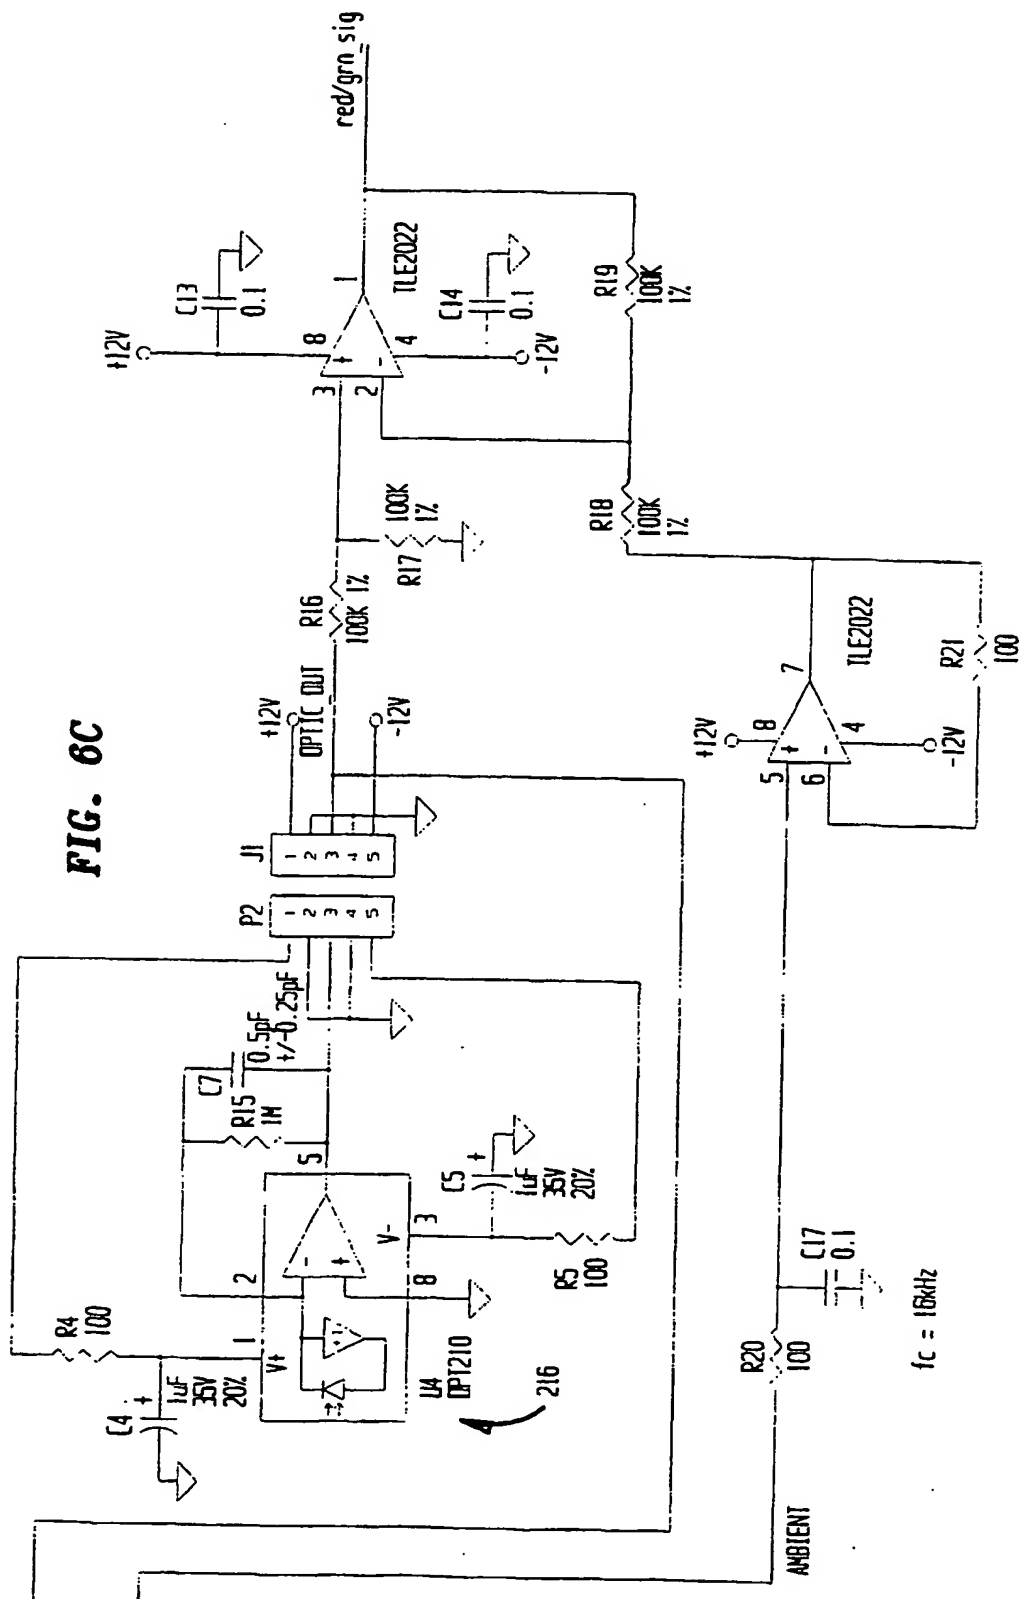 FIG. 6C
R4
100
C4
+
1uF
35V
20%
V+
1
2
8
U4
OPT210
-
+
V-
3
5
216
R15
1M
C7
0.5pF
+/-0.25pF
C5
+
1uF
35V
20%
R5
100
P2
1
2
3
4
5
J1
1
2
3
4
5
+12V
OPTIC OUT
-12V
R16
100K 1%
R17
100K
1%
+12V
C13
0.1
3
2
8
+
-
1
4
TLE2022
C14
0.1
-12V
red/grn sig
R18
100K
1%
R19
100K
1%
AMBIENT
R20
100
C17
0.1
fc = 16kHz
+12V
5
6
8
+
-
7
4
-12V
TLE2022
R21
100